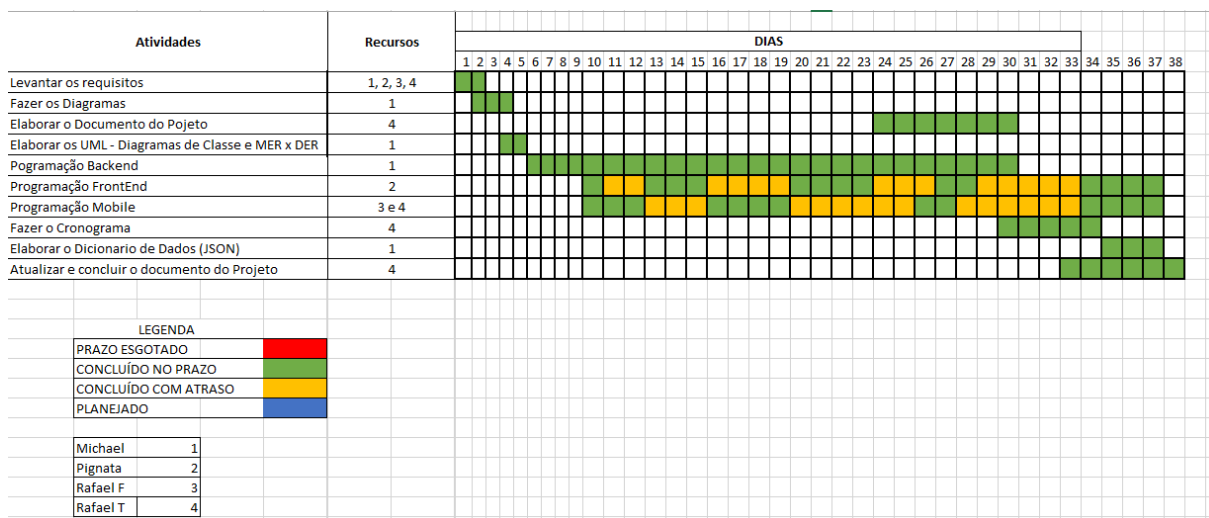 Atividades Recursos DIAS
1 2 3 4 5 6 7 8 9 10 11 12 13 14 15 16 17 18 19 20 21 22 23 24 25 26 27 28 29 30 31 32 33 34 35 36 37 38
Levantar os requisitos 1, 2, 3, 4
Fazer os Diagramas 1
Elaborar o Documento do Pojeto 4
Elaborar os UML - Diagramas de Classe e MER x DER 1
Pogramação Backend 1
Programação FrontEnd 2
Programação Mobile 3 e 4
Fazer o Cronograma 4
Elaborar o Dicionario de Dados (JSON) 1
Atualizar e concluir o documento do Projeto 4
LEGENDA
PRAZO ESGOTADO
CONCLUÍDO NO PRAZO
CONCLUÍDO COM ATRASO
PLANEJADO
Michael 1
Pignata 2
Rafael F 3
Rafael T 4